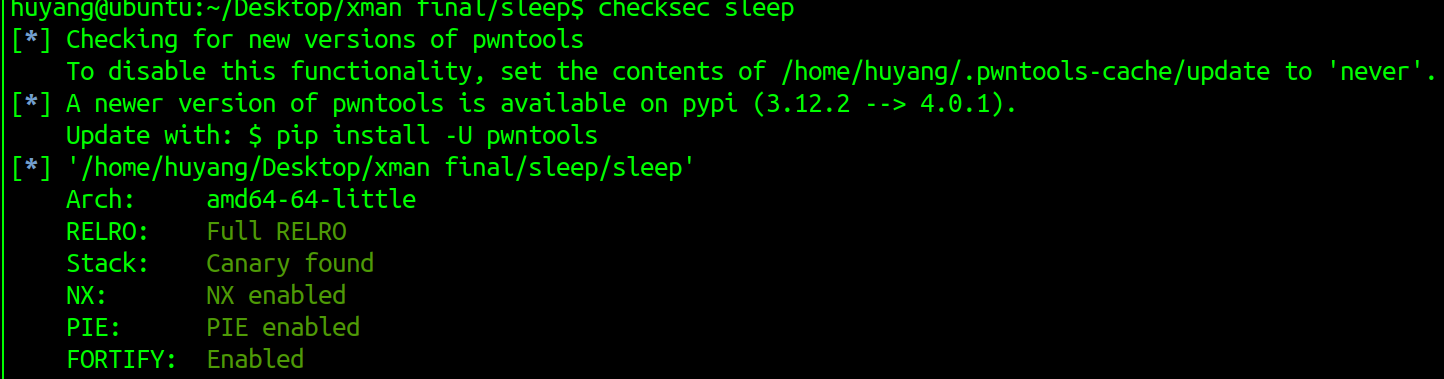 huyang@ubuntu:~/Desktop/xman final/sleep$ checksec sleep
[*] Checking for new versions of pwntools
    To disable this functionality, set the contents of /home/huyang/.pwntools-cache/update to 'never'.
[*] A newer version of pwntools is available on pypi (3.12.2 --> 4.0.1).
    Update with: $ pip install -U pwntools
[*] '/home/huyang/Desktop/xman final/sleep/sleep'
    Arch:     amd64-64-little
    RELRO:    Full RELRO
    Stack:    Canary found
    NX:       NX enabled
    PIE:      PIE enabled
    FORTIFY:  Enabled